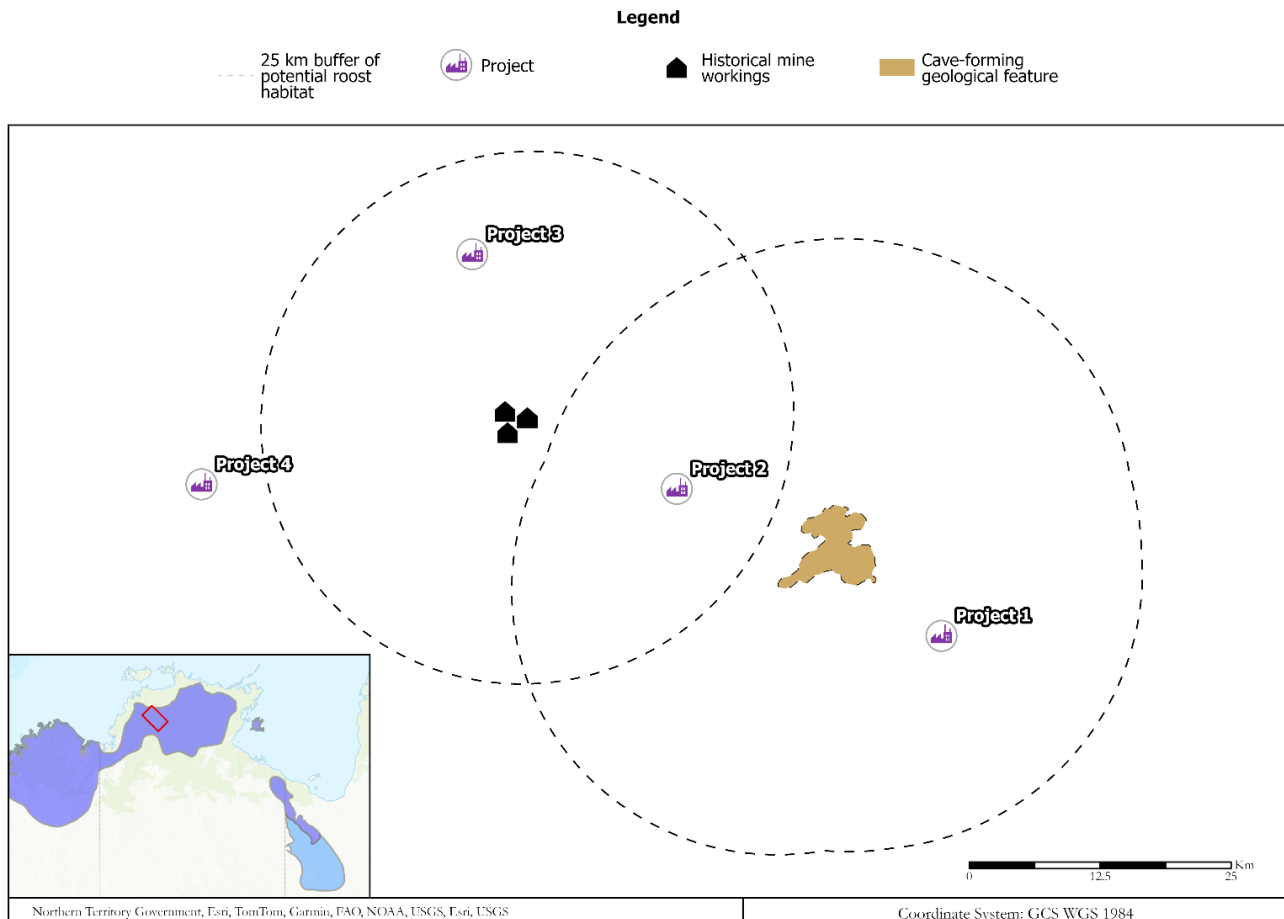 Legend
25 km buffer of
potential roost
habitat
Project
Historical mine
workings
Cave-forming
geological feature
Project 3
Project 4
Project 2
Project 1
Km
0
12.5
25
Northern Territory Government, Esri, TomTom, Garmin, FAO, NOAA, USGS, Esri, USGS
Coordinate System: GCS WGS 1984